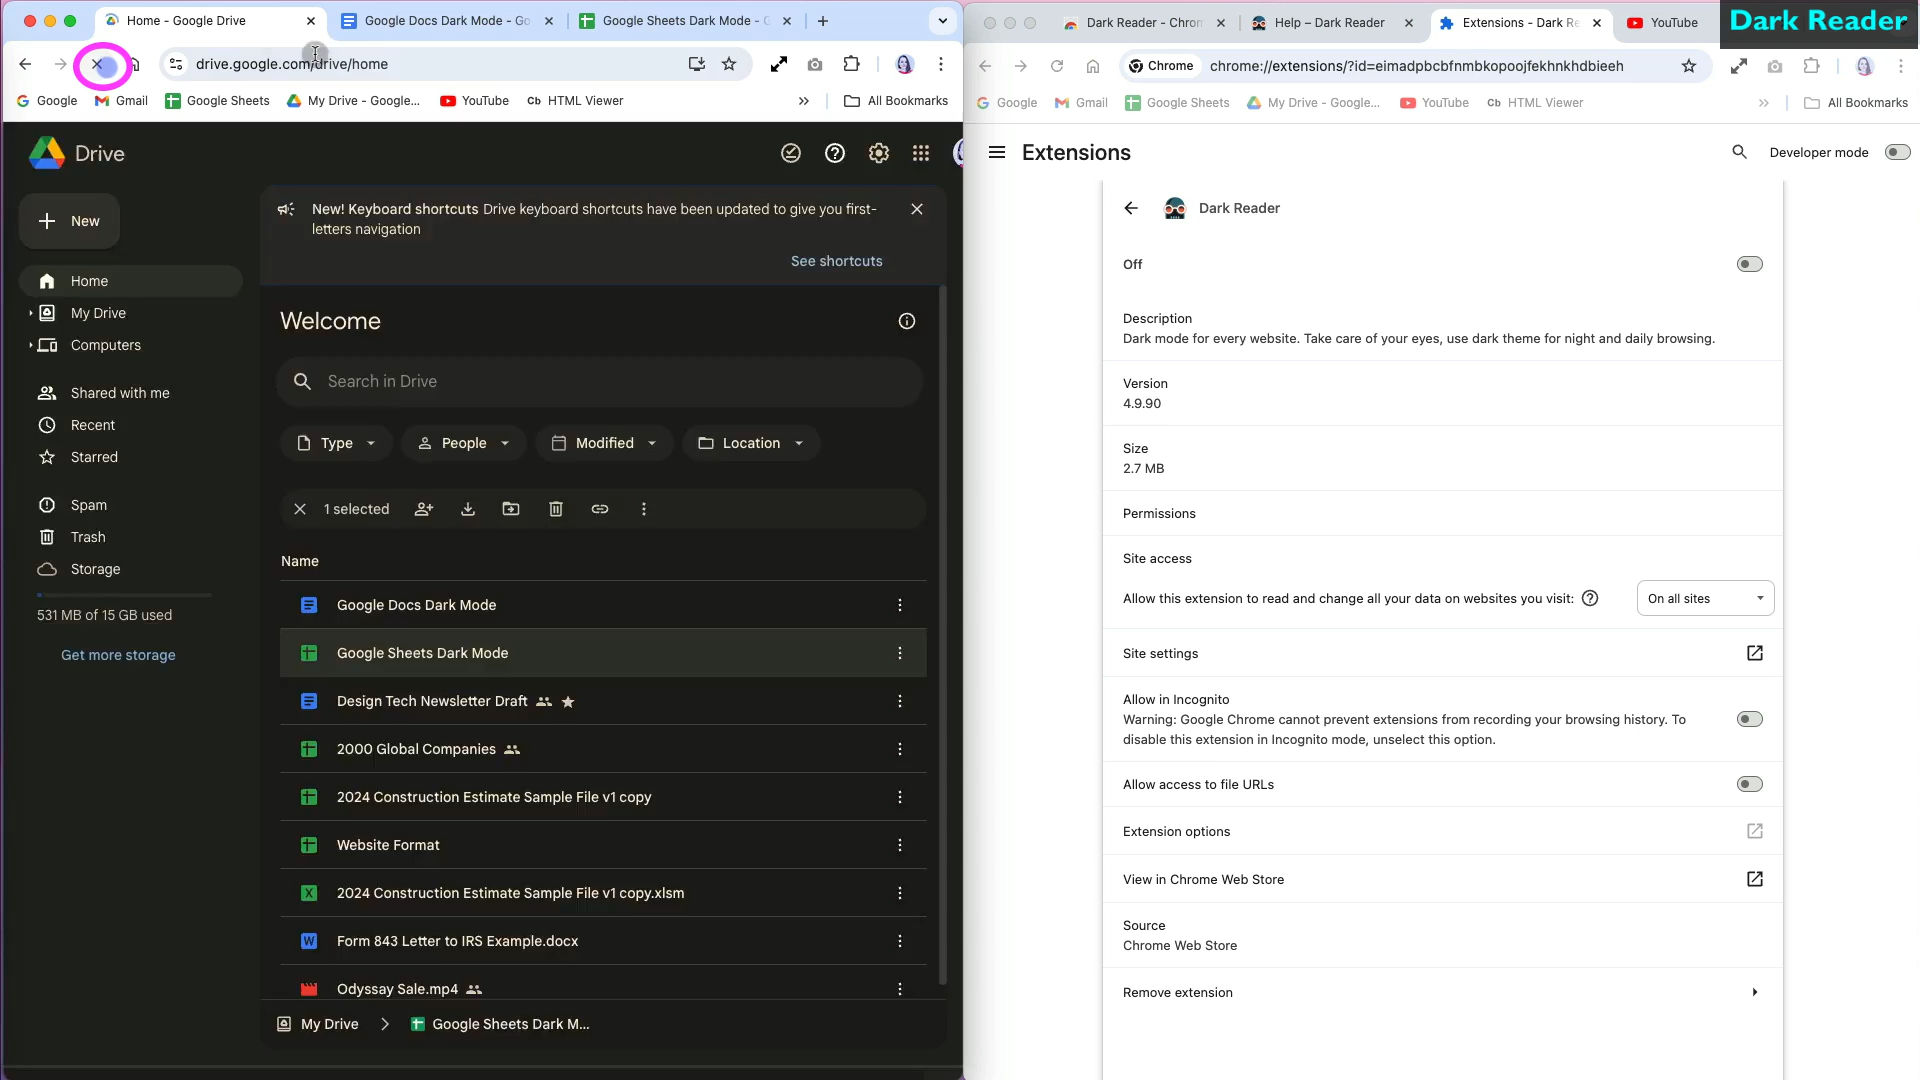 Home - Google Drive
Google Docs Dark Mode - Go
Google Sheets Dark Mode - G
drive.google.com/drive/home
Google
Gmail
Google Sheets
My Drive - Google...
YouTube
Cb HTML Viewer
All Bookmarks
Drive
New! Keyboard shortcuts Drive keyboard shortcuts have been updated to give you first-
letters navigation
See shortcuts
New
Home
My Drive
Computers
Shared with me
Recent
Starred
Spam
Trash
Storage
531 MB of 15 GB used
Get more storage
Welcome
Search in Drive
Type
People
Modified
Location
1 selected
Name
Google Docs Dark Mode
Google Sheets Dark Mode
Design Tech Newsletter Draft
2000 Global Companies
2024 Construction Estimate Sample File v1 copy
Website Format
2024 Construction Estimate Sample File v1 copy.xlsm
Form 843 Letter to IRS Example.docx
Odyssay Sale.mp4
My Drive
Google Sheets Dark M...
Dark Reader - Chron
Help – Dark Reader
Extensions - Dark Re
YouTube
Dark Reader
Chrome
chrome://extensions/?id=eimadpbcbfnmbkopoojfekhnkhdbieeh
Google
Gmail
Google Sheets
My Drive - Google...
YouTube
Cb HTML Viewer
All Bookmarks
Extensions
Developer mode
Dark Reader
Off
Description
Dark mode for every website. Take care of your eyes, use dark theme for night and daily browsing.
Version
4.9.90
Size
2.7 MB
Permissions
Site access
Allow this extension to read and change all your data on websites you visit:
On all sites
Site settings
Allow in Incognito
Warning: Google Chrome cannot prevent extensions from recording your browsing history. To
disable this extension in Incognito mode, unselect this option.
Allow access to file URLs
Extension options
View in Chrome Web Store
Source
Chrome Web Store
Remove extension